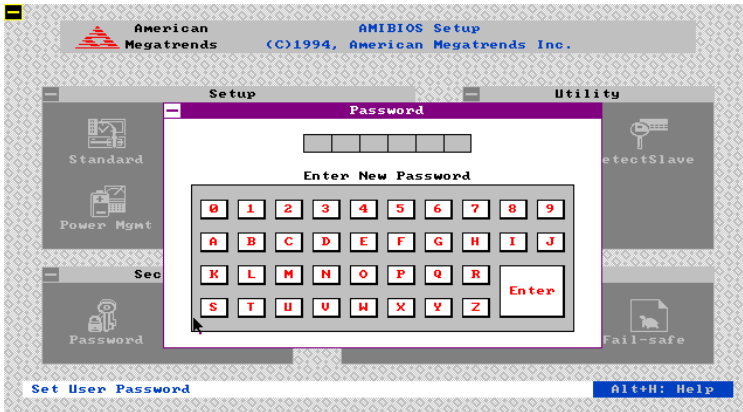 American
Megatrends
AMIBIOS Setup
(C)1994, American Megatrends Inc.
Setup
Utility
Password
Standard
etectSlave
Enter New Password
Power Mgmt
0 1 2 3 4 5 6 7 8 9
A B C D E F G H I J
K L M N O P Q R
Enter
S T U V W X Y Z
Sec
Password
Fail-safe
Set User Password
Alt+H: Help